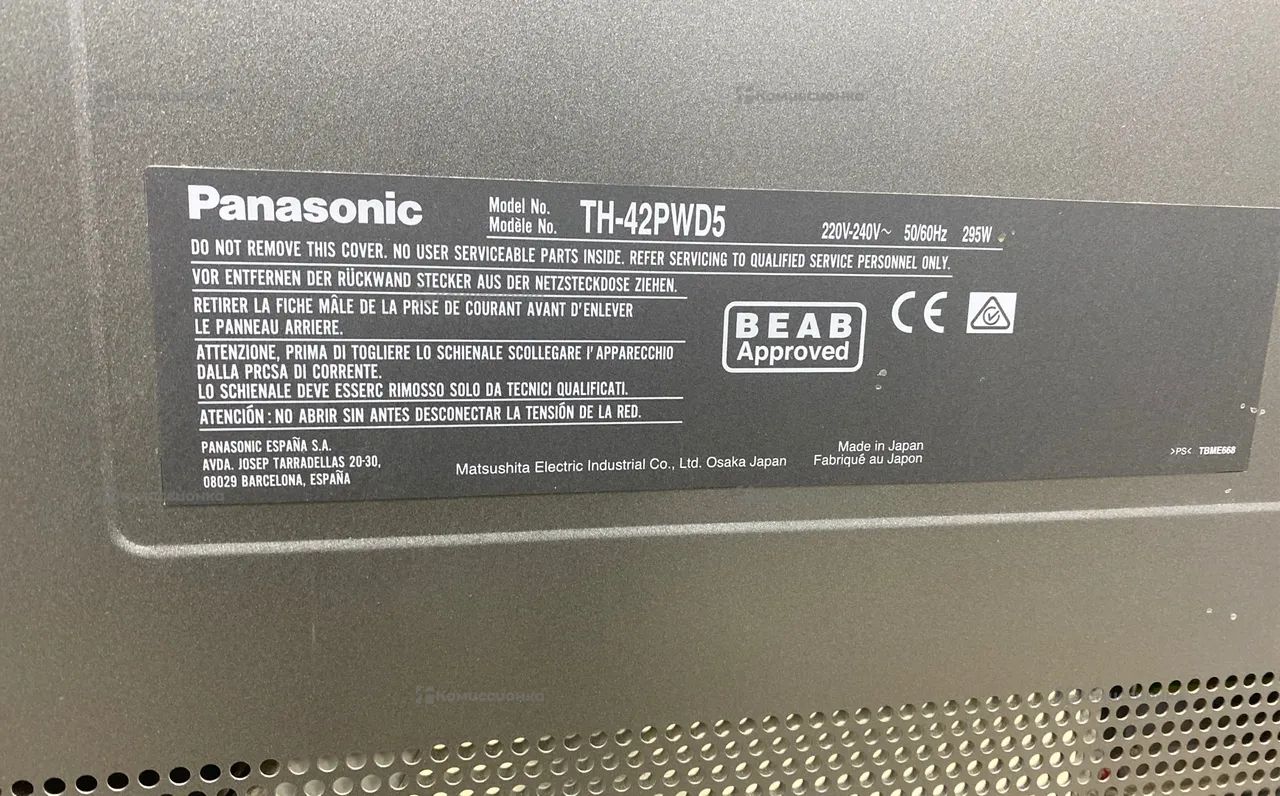 Panasonic
Model No.
Modèle No.
TH-42PWD5
220V-240V~ 50/60Hz 295W
DO NOT REMOVE THIS COVER. NO USER SERVICEABLE PARTS INSIDE. REFER SERVICING TO QUALIFIED SERVICE PERSONNEL ONLY.
VOR ENTFERNEN DER RÜCKWAND STECKER AUS DER NETZSTECKDOSE ZIEHEN.
RETIRER LA FICHE MÂLE DE LA PRISE DE COURANT AVANT D'ENLEVER
LE PANNEAU ARRIERE.
ATTENZIONE, PRIMA DI TOGLIERE LO SCHIENALE SCOLLEGARE I'APPARECCHIO
DALLA PRCSA DI CORRENTE.
LO SCHIENALE DEVE ESSERC RIMOSSO SOLO DA TECNICI QUALIFICATI.
ATENCIÓN : NO ABRIR SIN ANTES DESCONECTAR LA TENSIÓN DE LA RED.
BEAB
Approved
CE
PANASONIC ESPAÑA S.A.
AVDA. JOSEP TARRADELLAS 20-30,
08029 BARCELONA, ESPAÑA
Matsushita Electric Industrial Co., Ltd. Osaka Japan
Made in Japan
Fabriqué au Japon
>PS< TBME668
Комиссионка
Комиссионка
Комиссионка
Комиссионка